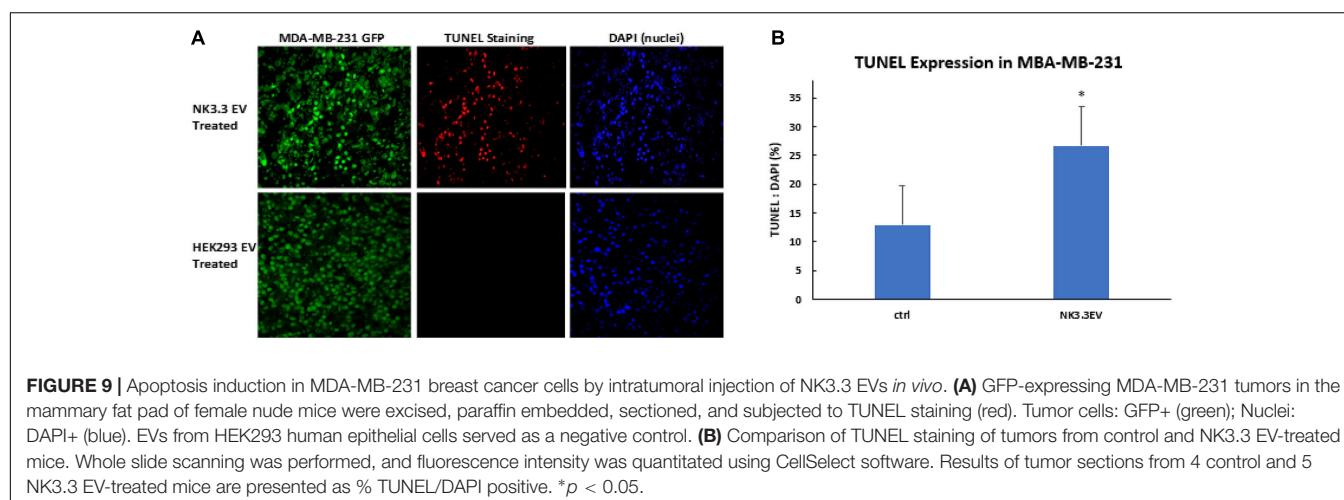 A
MDA-MB-231 GFP TUNEL Staining DAPI (nuclei)
NK3.3 EV
Treated
HEK293 EV
Treated
B
TUNEL Expression in MBA-MB-231
*
TUNEL : DAPI (%)
35
30
25
20
15
10
5
0
ctrl NK3.3EV
FIGURE 9 | Apoptosis induction in MDA-MB-231 breast cancer cells by intratumoral injection of NK3.3 EVs in vivo. (A) GFP-expressing MDA-MB-231 tumors in the
mammary fat pad of female nude mice were excised, paraffin embedded, sectioned, and subjected to TUNEL staining (red). Tumor cells: GFP+ (green); Nuclei:
DAPI+ (blue). EVs from HEK293 human epithelial cells served as a negative control. (B) Comparison of TUNEL staining of tumors from control and NK3.3 EV-treated
mice. Whole slide scanning was performed, and fluorescence intensity was quantitated using CellSelect software. Results of tumor sections from 4 control and 5
NK3.3 EV-treated mice are presented as % TUNEL/DAPI positive. *p < 0.05.